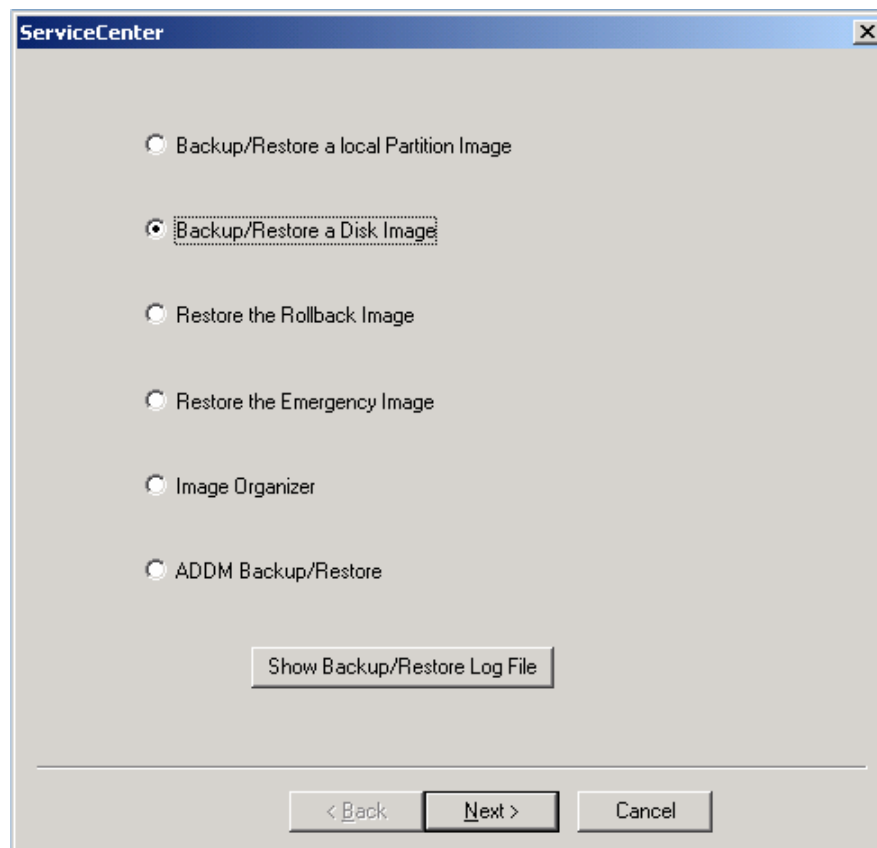 ServiceCenter
Backup/Restore a local Partition Image
Backup/Restore a Disk Image
Restore the Rollback Image
Restore the Emergency Image
Image Organizer
ADDM Backup/Restore
Show Backup/Restore Log File
< Back Next > Cancel